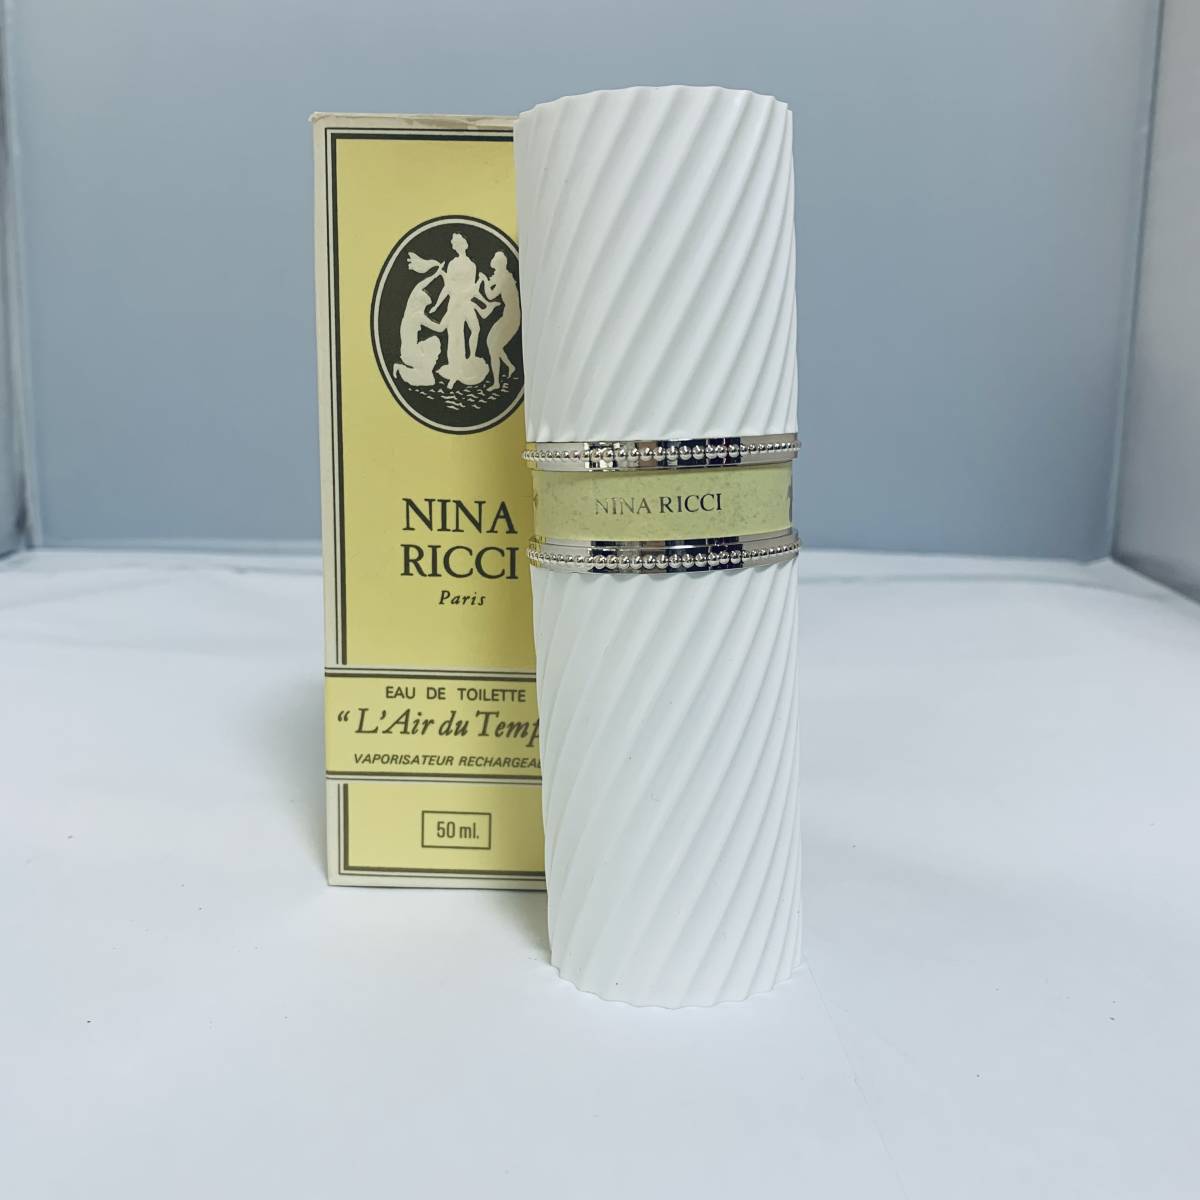 NINA
RICCI
Paris
EAU DE TOILETTE
“L'Air du Temp
VAPORISATEUR RECHARGEAB
50 ml.
NINA RICCI